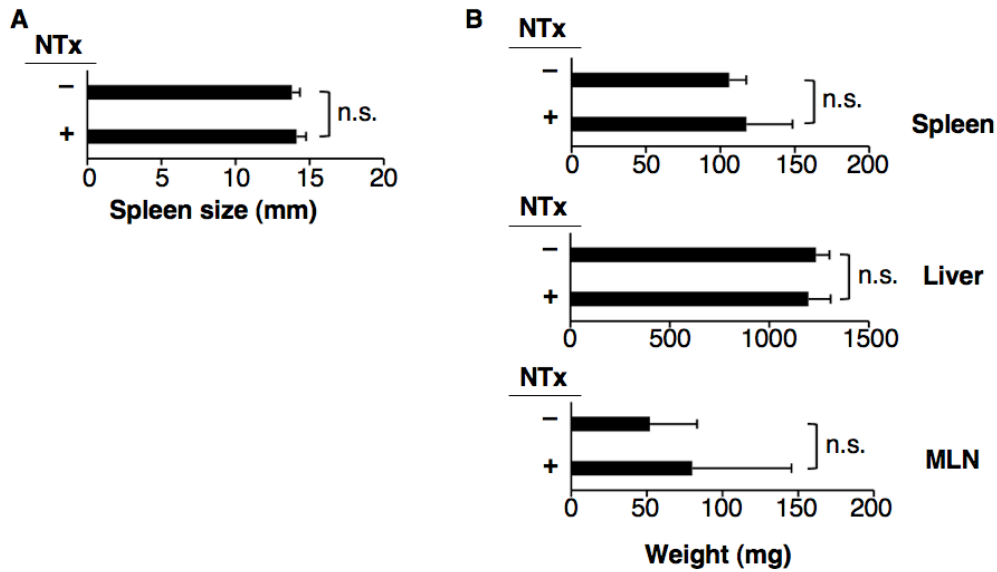 A
NTx
–
+
n.s.
0 5 10 15 20
Spleen size (mm)
B
NTx
–
+
n.s.
Spleen
0 50 100 150 200
NTx
–
+
n.s.
Liver
0 500 1000 1500
NTx
–
+
n.s.
MLN
0 50 100 150 200
Weight (mg)